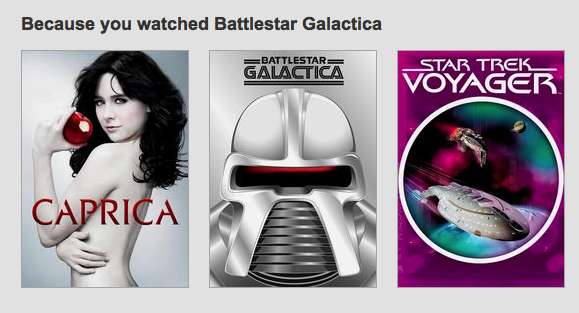 Because you watched Battlestar Galactica
CAPRICA
BATTLESTAR
GALACTICA
STAR TREK
VOYAGER